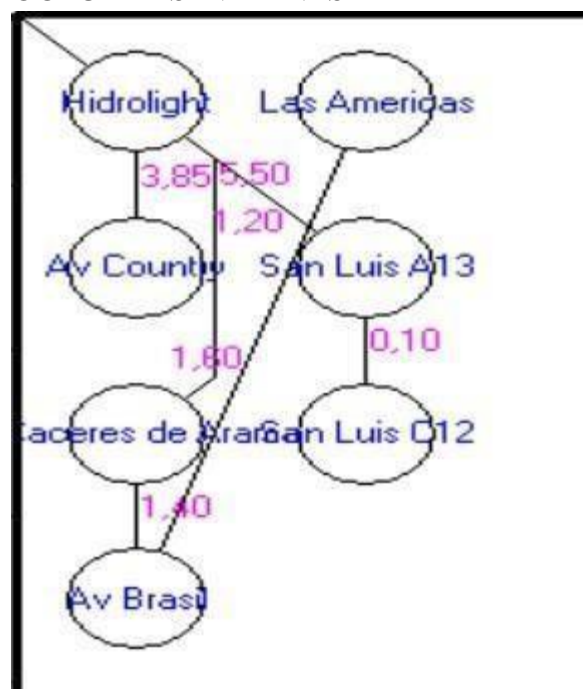 Hidrolight Las Americas
3,85 5,50
1,20
Av Country San Luis A13
0,10
1,60
San Luis C12
1,40
Av Brasil